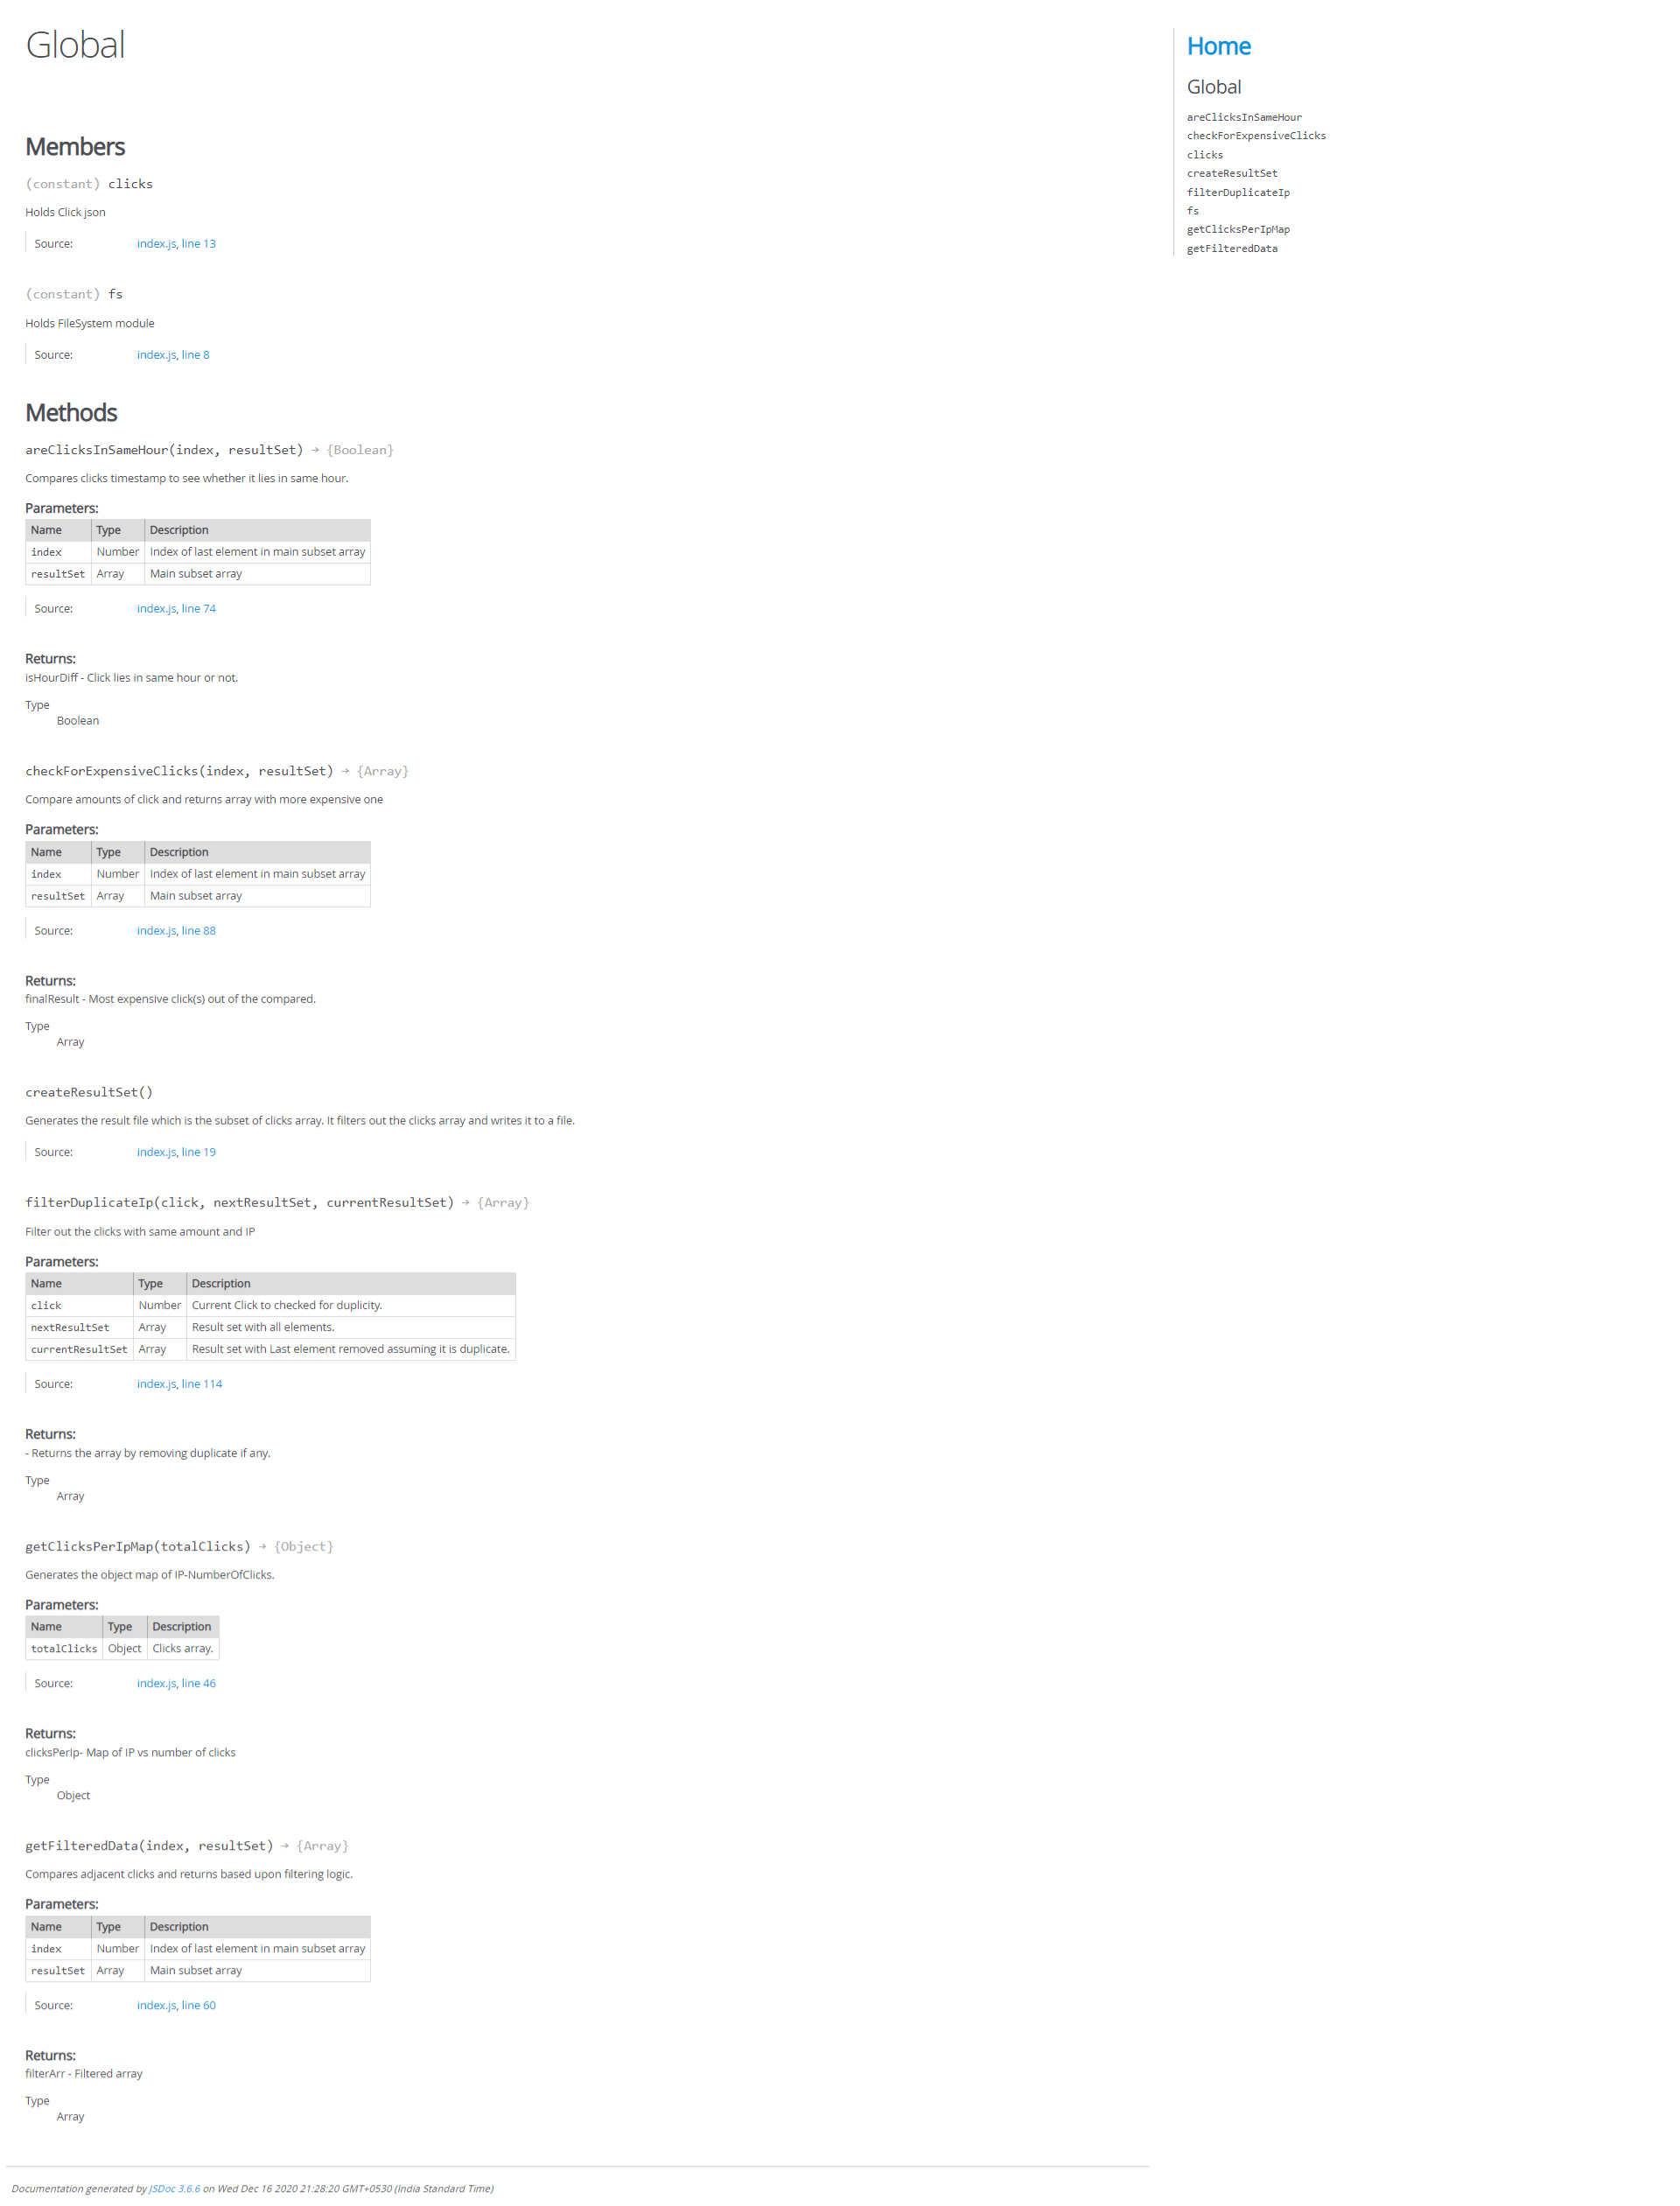 Global
Members
(constant) clicks
Holds Click json
Source: index.js, line 13
(constant) fs
Holds FileSystem module
Source: index.js, line 8
Methods
areClicksInSameHour(index, resultSet) → {Boolean}
Compares clicks timestamp to see whether it lies in same hour.
Parameters:
Name Type Description
index Number Index of last element in main subset array
resultSet Array Main subset array
Source: index.js, line 74
Returns:
isHourDiff - Click lies in same hour or not.
Type
Boolean
checkForExpensiveClicks(index, resultSet) → {Array}
Compare amounts of click and returns array with more expensive one
Parameters:
Name Type Description
index Number Index of last element in main subset array
resultSet Array Main subset array
Source: index.js, line 88
Returns:
finalResult - Most expensive click(s) out of the compared.
Type
Array
createResultSet()
Generates the result file which is the subset of clicks array. It filters out the clicks array and writes it to a file.
Source: index.js, line 19
filterDuplicateIp(click, nextResultSet, currentResultSet) → {Array}
Filter out the clicks with same amount and IP
Parameters:
Name Type Description
click Number Current Click to checked for duplicity.
nextResultSet Array Result set with all elements.
currentResultSet Array Result set with Last element removed assuming it is duplicate.
Source: index.js, line 114
Returns:
- Returns the array by removing duplicate if any.
Type
Array
getClicksPerIpMap(totalClicks) → {Object}
Generates the object map of IP-NumberOfClicks.
Parameters:
Name Type Description
totalClicks Object Clicks array.
Source: index.js, line 46
Returns:
clicksPerIp- Map of IP vs number of clicks
Type
Object
getFilteredData(index, resultSet) → {Array}
Compares adjacent clicks and returns based upon filtering logic.
Parameters:
Name Type Description
index Number Index of last element in main subset array
resultSet Array Main subset array
Source: index.js, line 60
Returns:
filterArr - Filtered array
Type
Array
Home
Global
areClicksInSameHour
checkForExpensiveClicks
clicks
createResultSet
filterDuplicateIp
fs
getClicksPerIpMap
getFilteredData
Documentation generated by JSDoc 3.6.6 on Wed Dec 16 2020 21:28:20 GMT+0530 (India Standard Time)